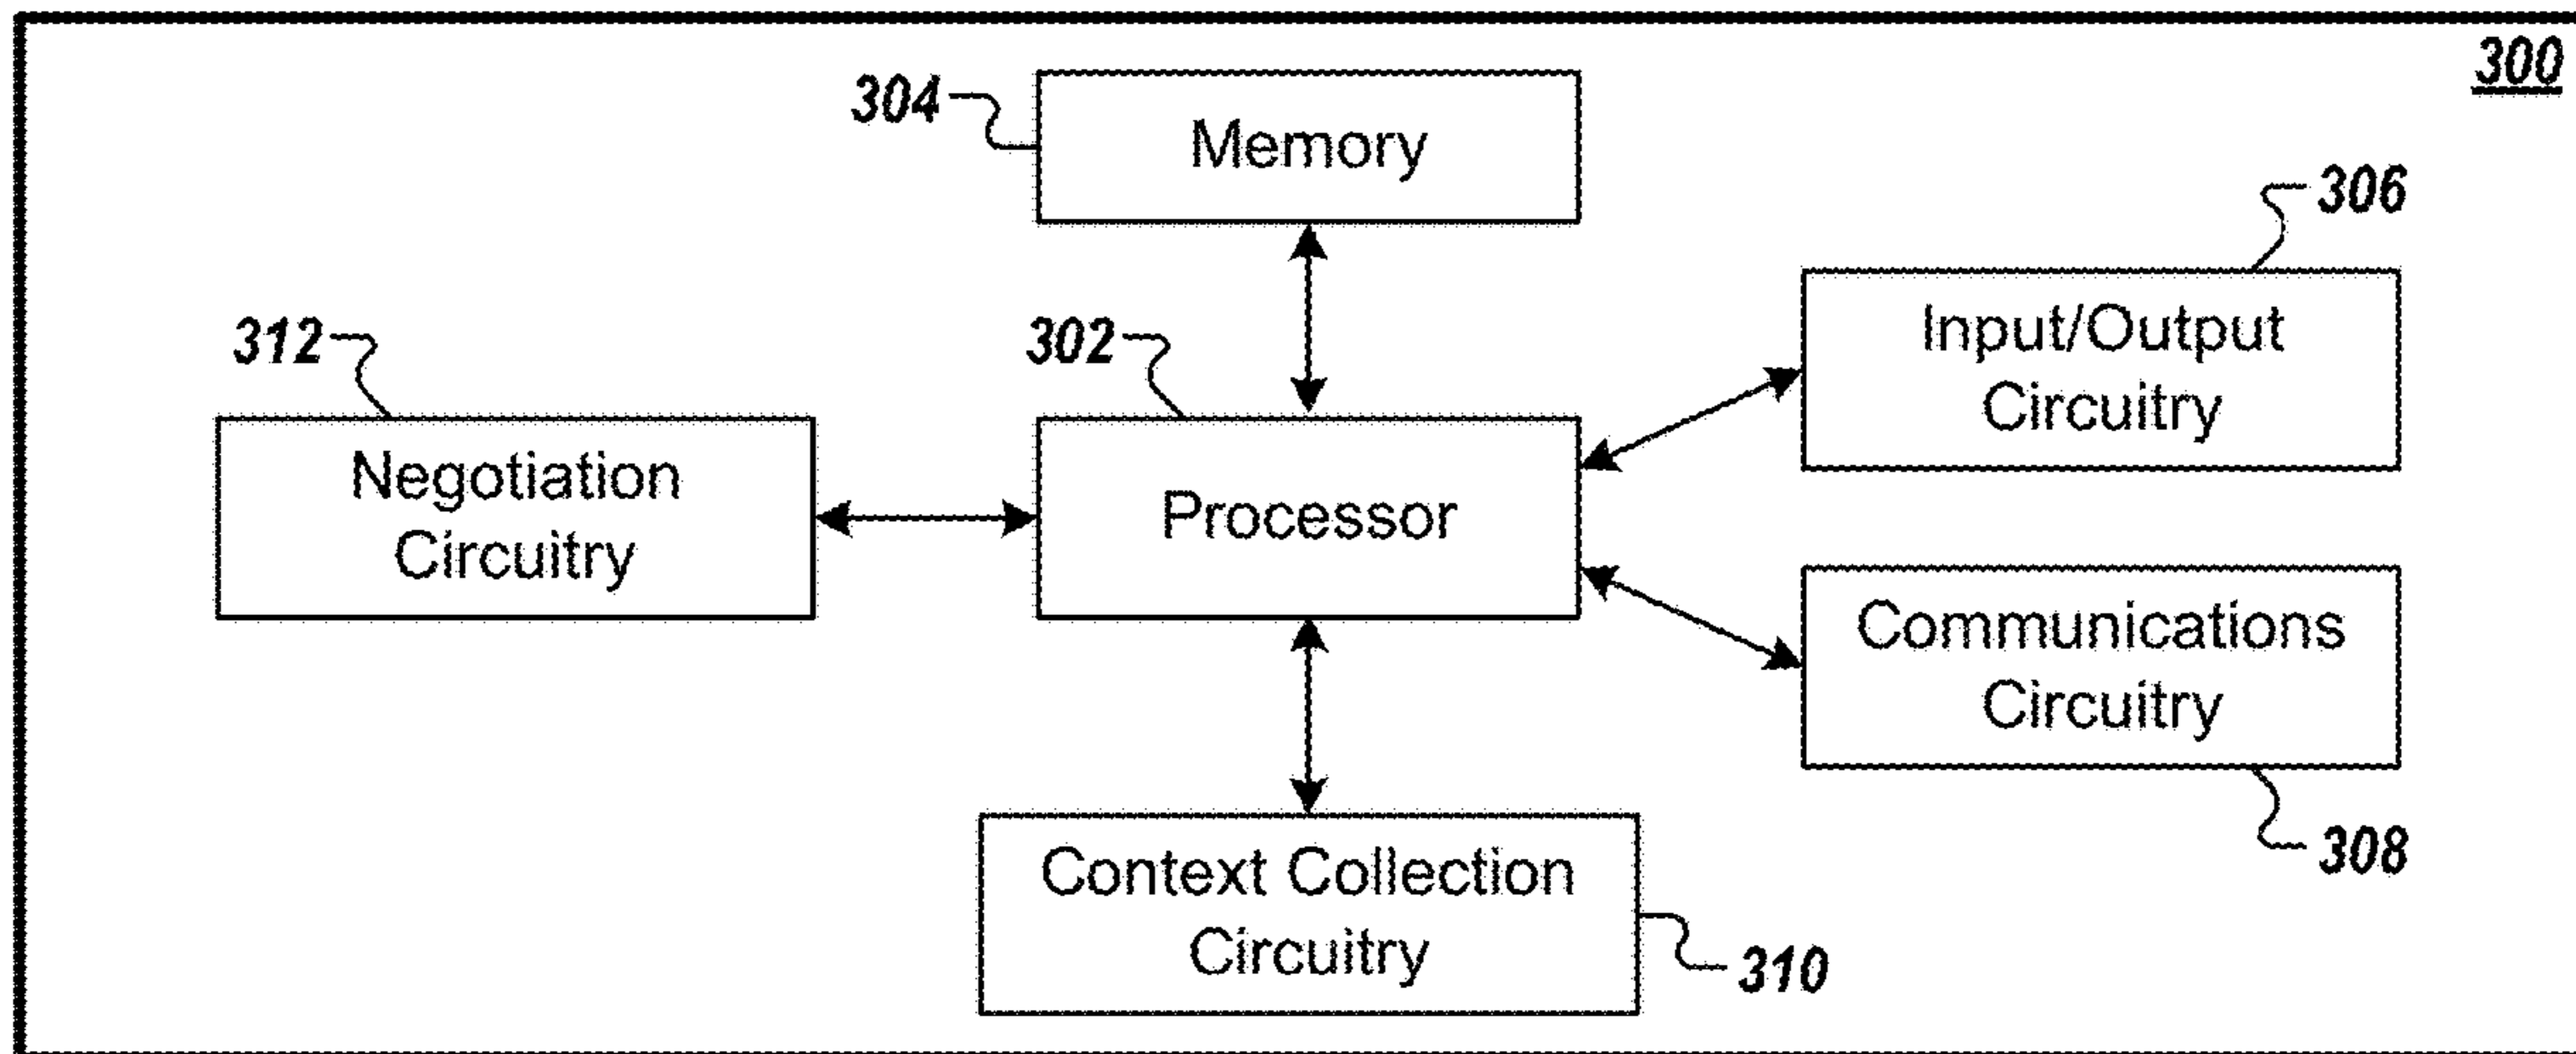 300
304
Memory
306
Input/Output
Circuitry
312
302
Negotiation
Circuitry
Processor
Communications
Circuitry
308
Context Collection
Circuitry
310